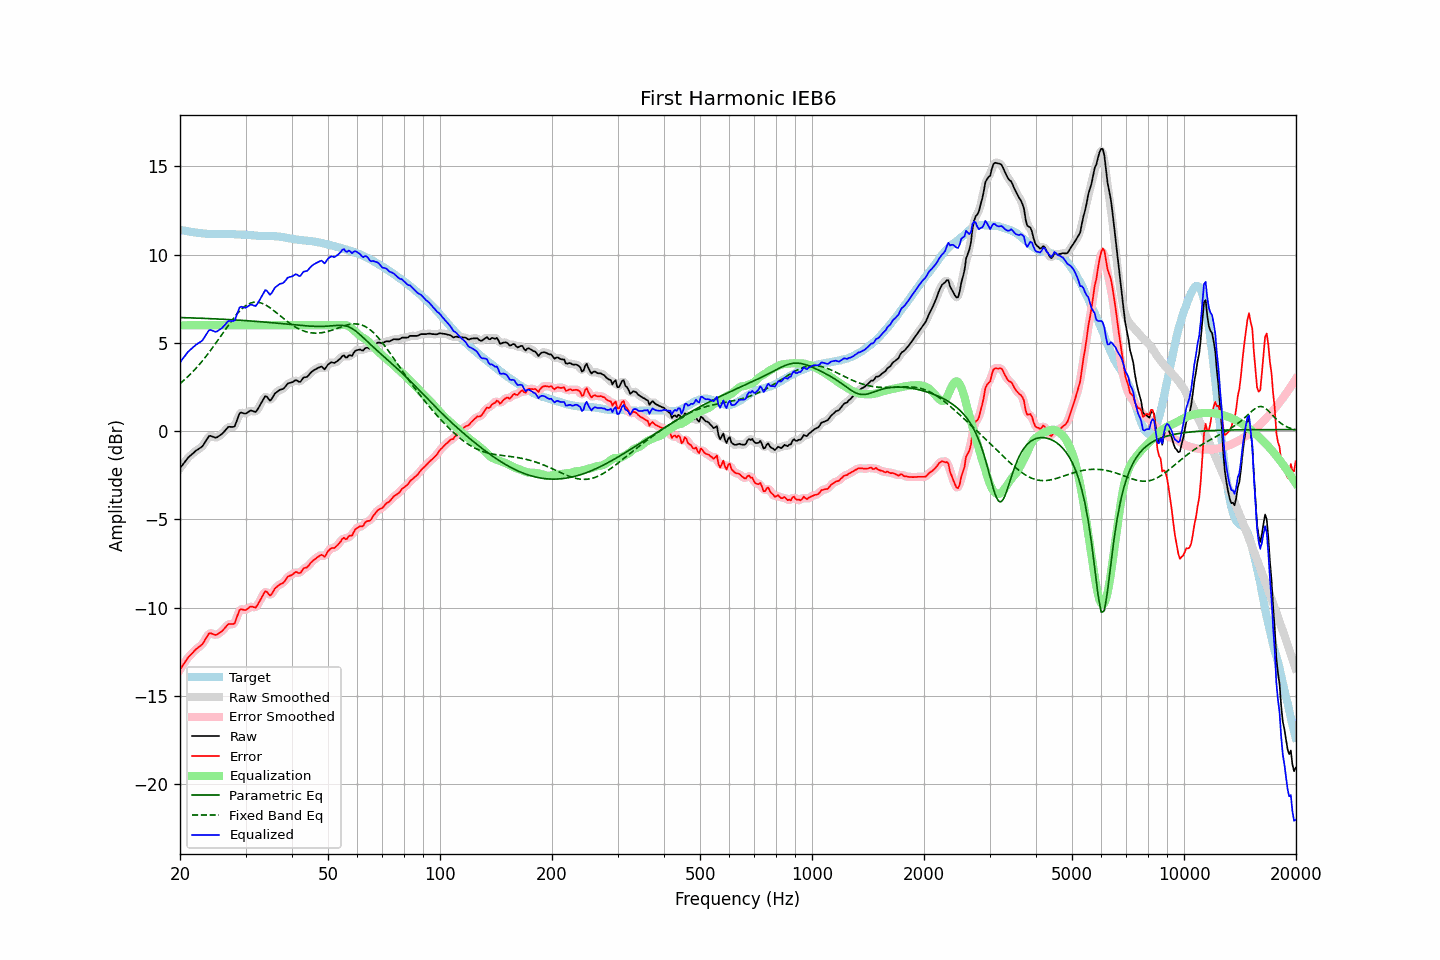 First Harmonic IEB6
Amplitude (dBr)
15
10
5
0
−5
−10
−15
−20
Target
Raw Smoothed
Error Smoothed
Raw
Error
Equalization
Parametric Eq
Fixed Band Eq
Equalized
20 50 100 200 500 1000 2000 5000 10000 20000
Frequency (Hz)